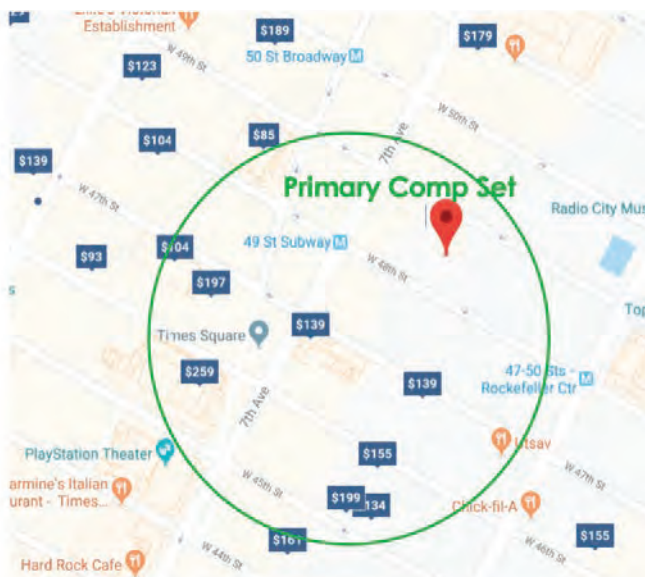 Establishment
$189
50 St Broadway M
$179
$123
W 49th St
$104
$85
W 50th St
7th Ave
$139
W 47th St
Primary Comp Set
Radio City Mus
49 St Subway M
$104
$93
W 48th St
$197
Top
Times Square
$139
$259
$139
47-50 Sts -
Rockefeller Ctr
7th Ave
PlayStation Theater
$155
Utsav
W 47th St
armine's Italian
urant - Times...
W 45th St
$199
$134
Chick-fil-A
$161
$155
Hard Rock Cafe
W 44th St
W 46th St